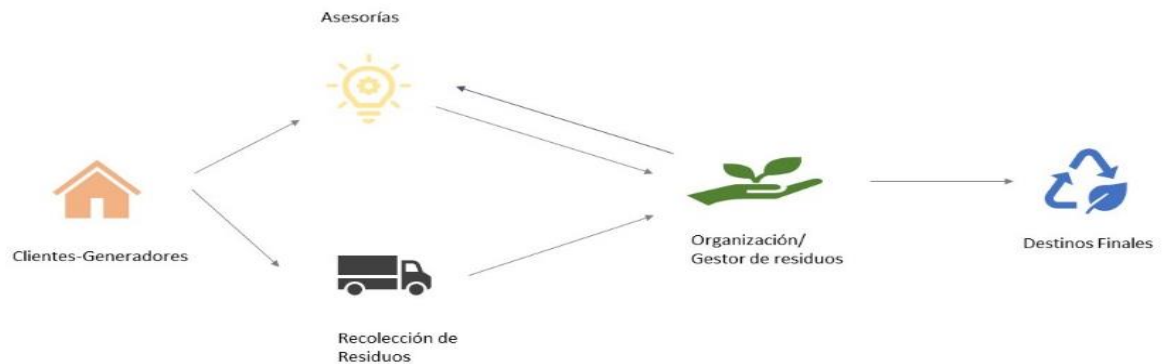 Asesorías
Clientes-Generadores
Recolección de
Residuos
Organización/
Gestor de residuos
Destinos Finales